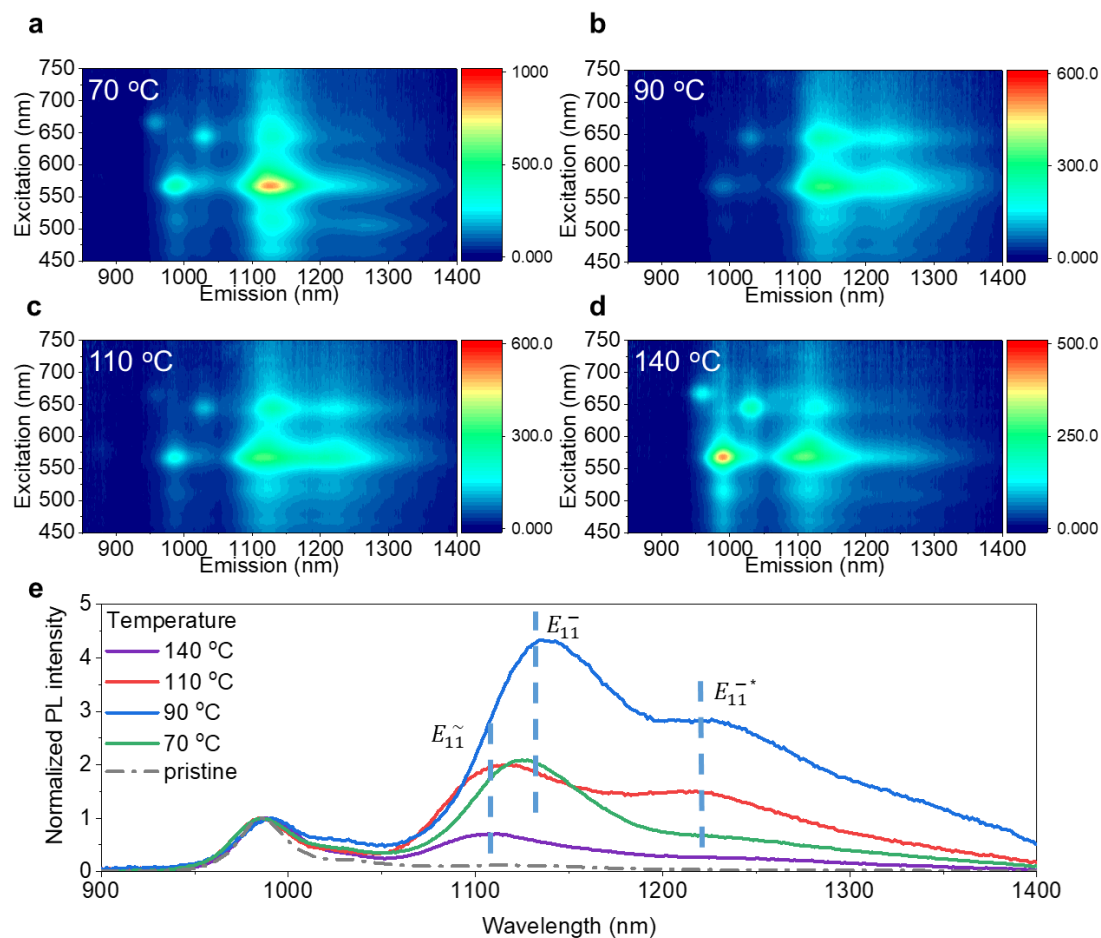 a
70 °C
750
700
650
600
550
500
450
Excitation (nm)
900 1000 1100 1200 1300 1400
Emission (nm)
1000
500.0
0.000
b
90 °C
750
700
650
600
550
500
450
Excitation (nm)
900 1000 1100 1200 1300 1400
Emission (nm)
600.0
300.0
0.000
c
110 °C
750
700
650
600
550
500
450
Excitation (nm)
900 1000 1100 1200 1300 1400
Emission (nm)
600.0
300.0
0.000
d
140 °C
750
700
650
600
550
500
450
Excitation (nm)
900 1000 1100 1200 1300 1400
Emission (nm)
500.0
250.0
0.000
e
5
4
3
2
1
0
Normalized PL intensity
Temperature
140 °C
110 °C
90 °C
70 °C
pristine
E₁₁~
E₁₁⁻
E₁₁⁻*
900 1000 1100 1200 1300 1400
Wavelength (nm)